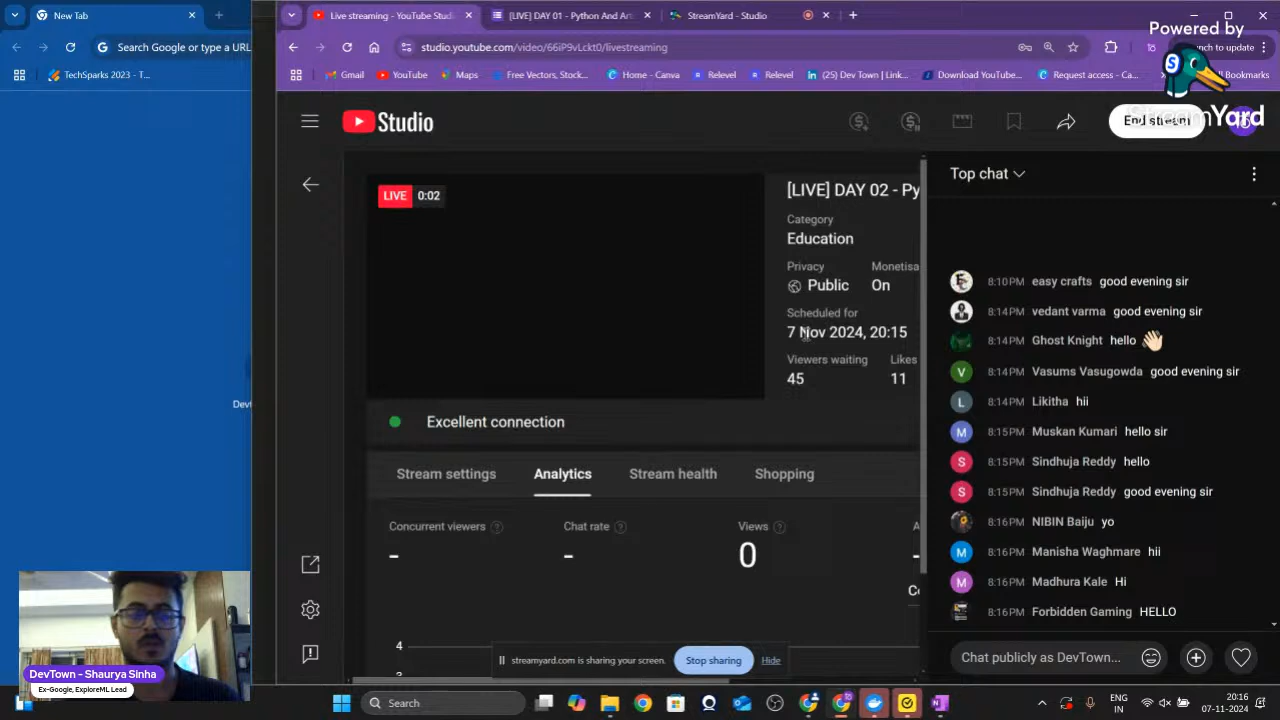 New Tab
Live streaming - YouTube Studio
[LIVE] DAY 01 - Python And Art
StreamYard - Studio
Powered by
StreamYard
Search Google or type a URL
studio.youtube.com/video/66iP9vLckt0/livestreaming
TechSparks 2023 - T...
Gmail
YouTube
Maps
Free Vectors, Stock...
Home - Canva
Relevel
Relevel
(25) Dev Town | Link...
Download YouTube...
Request access - Ca...
Bookmarks
Studio
End stream
LIVE 0:02
[LIVE] DAY 02 - Py
Category
Education
Privacy
Monetisa
Public
On
Scheduled for
7 Nov 2024, 20:15
Viewers waiting
Likes
45
11
Excellent connection
Stream settings
Analytics
Stream health
Shopping
Concurrent viewers
Chat rate
Views
A
-
-
0
-
4
Top chat
8:10PM easy crafts good evening sir
8:14PM vedant varma good evening sir
8:14PM Ghost Knight hello 👋🏻
8:14PM Vasums Vasugowda good evening sir
8:14PM Likitha hii
8:15PM Muskan Kumari hello sir
8:15PM Sindhuja Reddy hello
8:15PM Sindhuja Reddy good evening sir
8:16PM NIBIN Baiju yo
8:16PM Manisha Waghmare hii
8:16PM Madhura Kale Hi
8:16PM Forbidden Gaming HELLO
Chat publicly as DevTown...
streamyard.com is sharing your screen.
Stop sharing
Hide
DevTown - Shaurya Sinha
Ex-Google, ExploreML Lead
Search
ENG
IN
20:16
07-11-2024